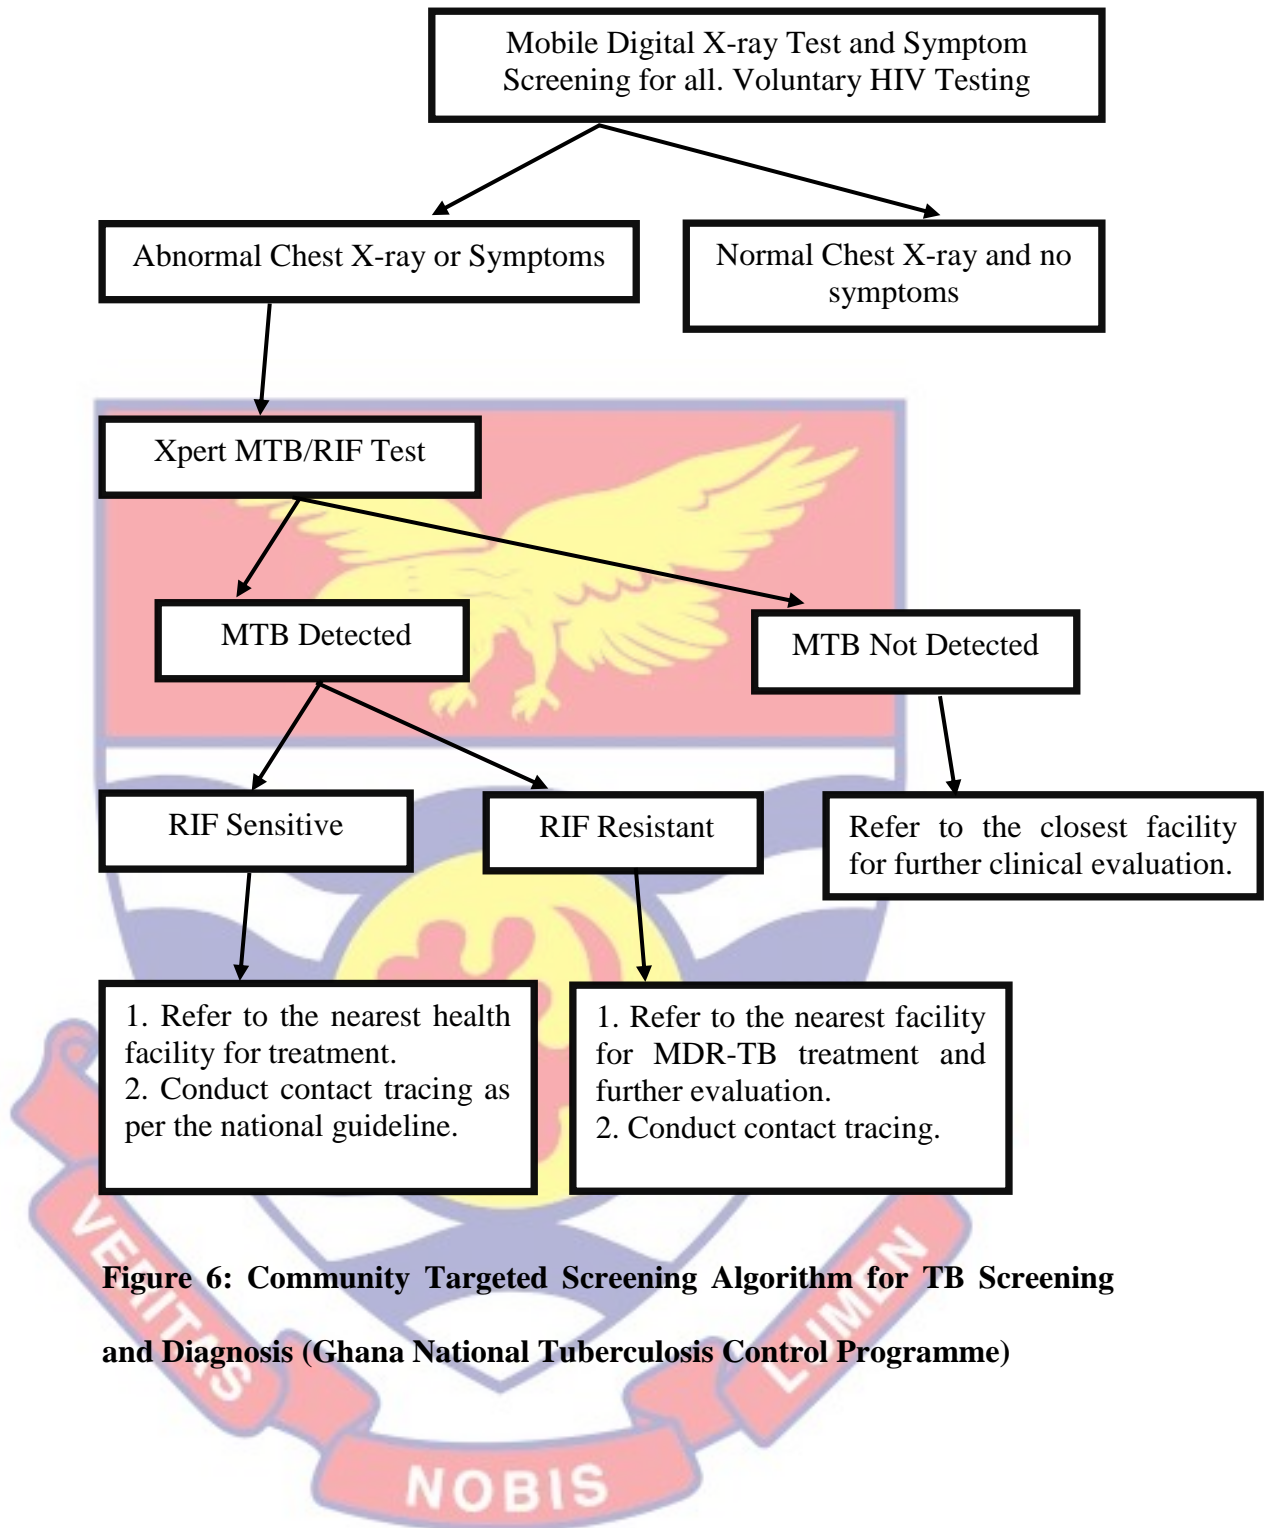 Mobile Digital X-ray Test and Symptom
Screening for all. Voluntary HIV Testing
Abnormal Chest X-ray or Symptoms
Normal Chest X-ray and no
symptoms
Xpert MTB/RIF Test
MTB Detected
MTB Not Detected
RIF Sensitive
RIF Resistant
Refer to the closest facility
for further clinical evaluation.
1. Refer to the nearest health
facility for treatment.
2. Conduct contact tracing as
per the national guideline.
1. Refer to the nearest facility
for MDR-TB treatment and
further evaluation.
2. Conduct contact tracing.
Figure 6: Community Targeted Screening Algorithm for TB Screening
and Diagnosis (Ghana National Tuberculosis Control Programme)
VERITAS
NOBIS
LUMEN